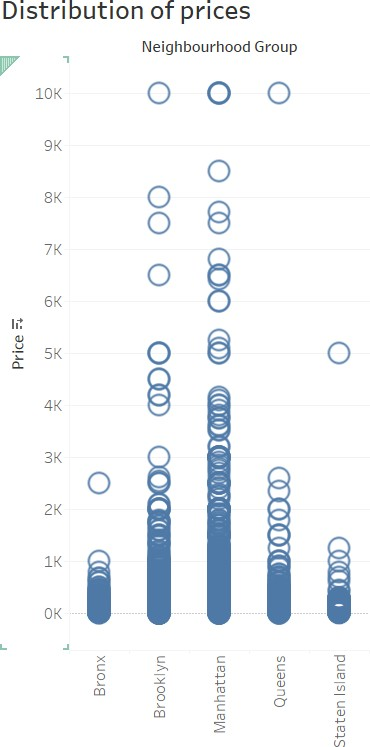 Distribution of prices
Neighbourhood Group
10K
9K
8K
7K
6K
5K
4K
3K
2K
1K
0K
Price
Bronx
Brooklyn
Manhattan
Queens
Staten Island